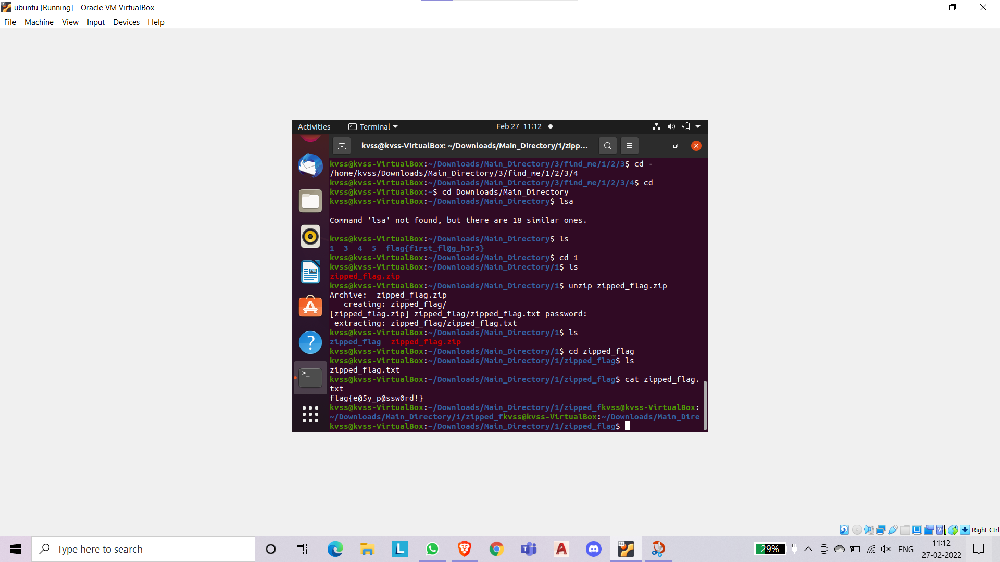 ubuntu [Running] - Oracle VM VirtualBox
File Machine View Input Devices Help
Activities Terminal Feb 27 11:12
kvss@kvss-VirtualBox: ~/Downloads/Main_Directory/1/zipp...
kvss@kvss-VirtualBox:~/Downloads/Main_Directory/3/find_me/1/2/3$ cd -
/home/kvss/Downloads/Main_Directory/3/find_me/1/2/3/4
kvss@kvss-VirtualBox:~/Downloads/Main_Directory/3/find_me/1/2/3/4$ cd
kvss@kvss-VirtualBox:~$ cd Downloads/Main_Directory
kvss@kvss-VirtualBox:~/Downloads/Main_Directory$ lsa
Command 'lsa' not found, but there are 18 similar ones.
kvss@kvss-VirtualBox:~/Downloads/Main_Directory$ ls
1 3 4 5 flag{f1rst_fl@g_h3r3}
kvss@kvss-VirtualBox:~/Downloads/Main_Directory$ cd 1
kvss@kvss-VirtualBox:~/Downloads/Main_Directory/1$ ls
zipped_flag.zip
kvss@kvss-VirtualBox:~/Downloads/Main_Directory/1$ unzip zipped_flag.zip
Archive:  zipped_flag.zip
   creating: zipped_flag/
[zipped_flag.zip] zipped_flag/zipped_flag.txt password:
 extracting: zipped_flag/zipped_flag.txt
kvss@kvss-VirtualBox:~/Downloads/Main_Directory/1$ ls
zipped_flag zipped_flag.zip
kvss@kvss-VirtualBox:~/Downloads/Main_Directory/1$ cd zipped_flag
kvss@kvss-VirtualBox:~/Downloads/Main_Directory/1/zipped_flag$ ls
zipped_flag.txt
kvss@kvss-VirtualBox:~/Downloads/Main_Directory/1/zipped_flag$ cat zipped_flag.
txt
flag{e@5y_p@ssw0rd!}
kvss@kvss-VirtualBox:~/Downloads/Main_Directory/1/zipped_fkvss@kvss-VirtualBox:
~/Downloads/Main_Directory/1/zipped_fkvss@kvss-VirtualBox:~/Downloads/Main_Dire
kvss@kvss-VirtualBox:~/Downloads/Main_Directory/1/zipped_flag$
Right Ctrl
Type here to search
29%
ENG
11:12
27-02-2022